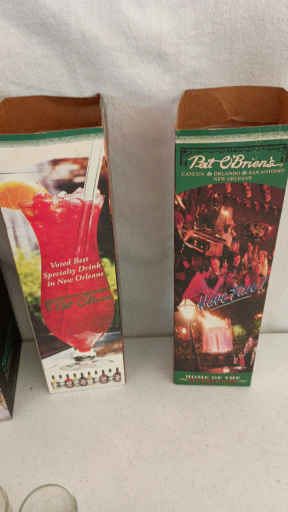 Voted Best
Specialty Drink
in New Orleans
Pat O'Brien's
CANCUN ORLANDO SAN ANTONIO
NEW ORLEANS
Have Fun!
HOME OF THE